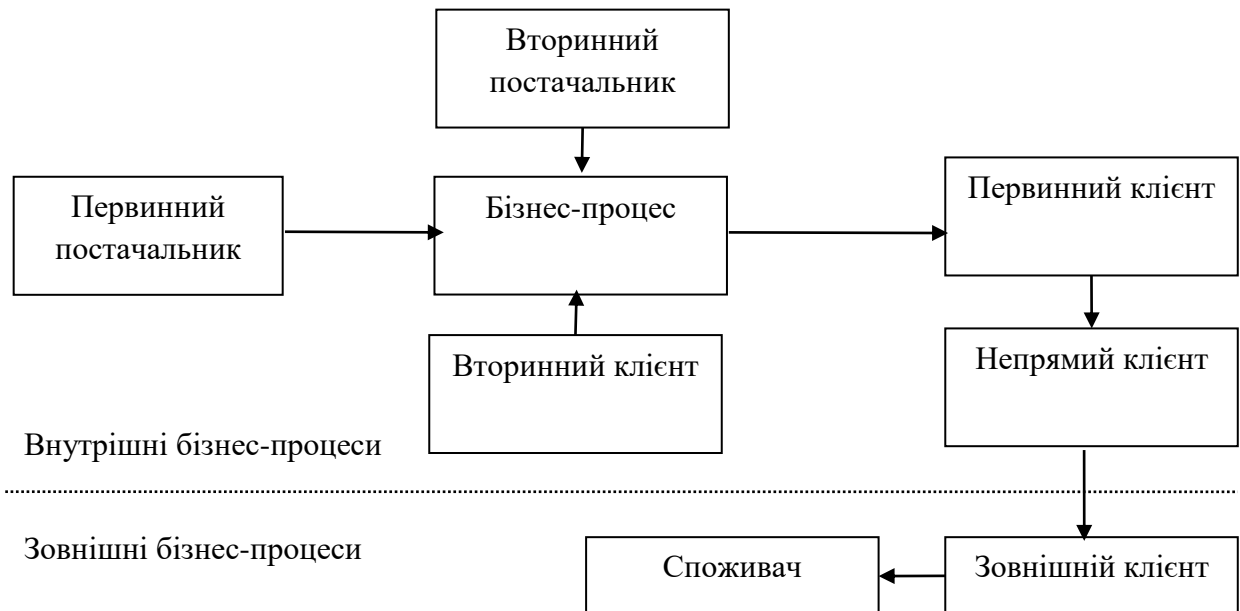 Вторинний
постачальник
Первинний
постачальник
Бізнес-процес
Первинний клієнт
Вторинний клієнт
Непрямий клієнт
Внутрішні бізнес-процеси
Зовнішні бізнес-процеси
Споживач
Зовнішній клієнт